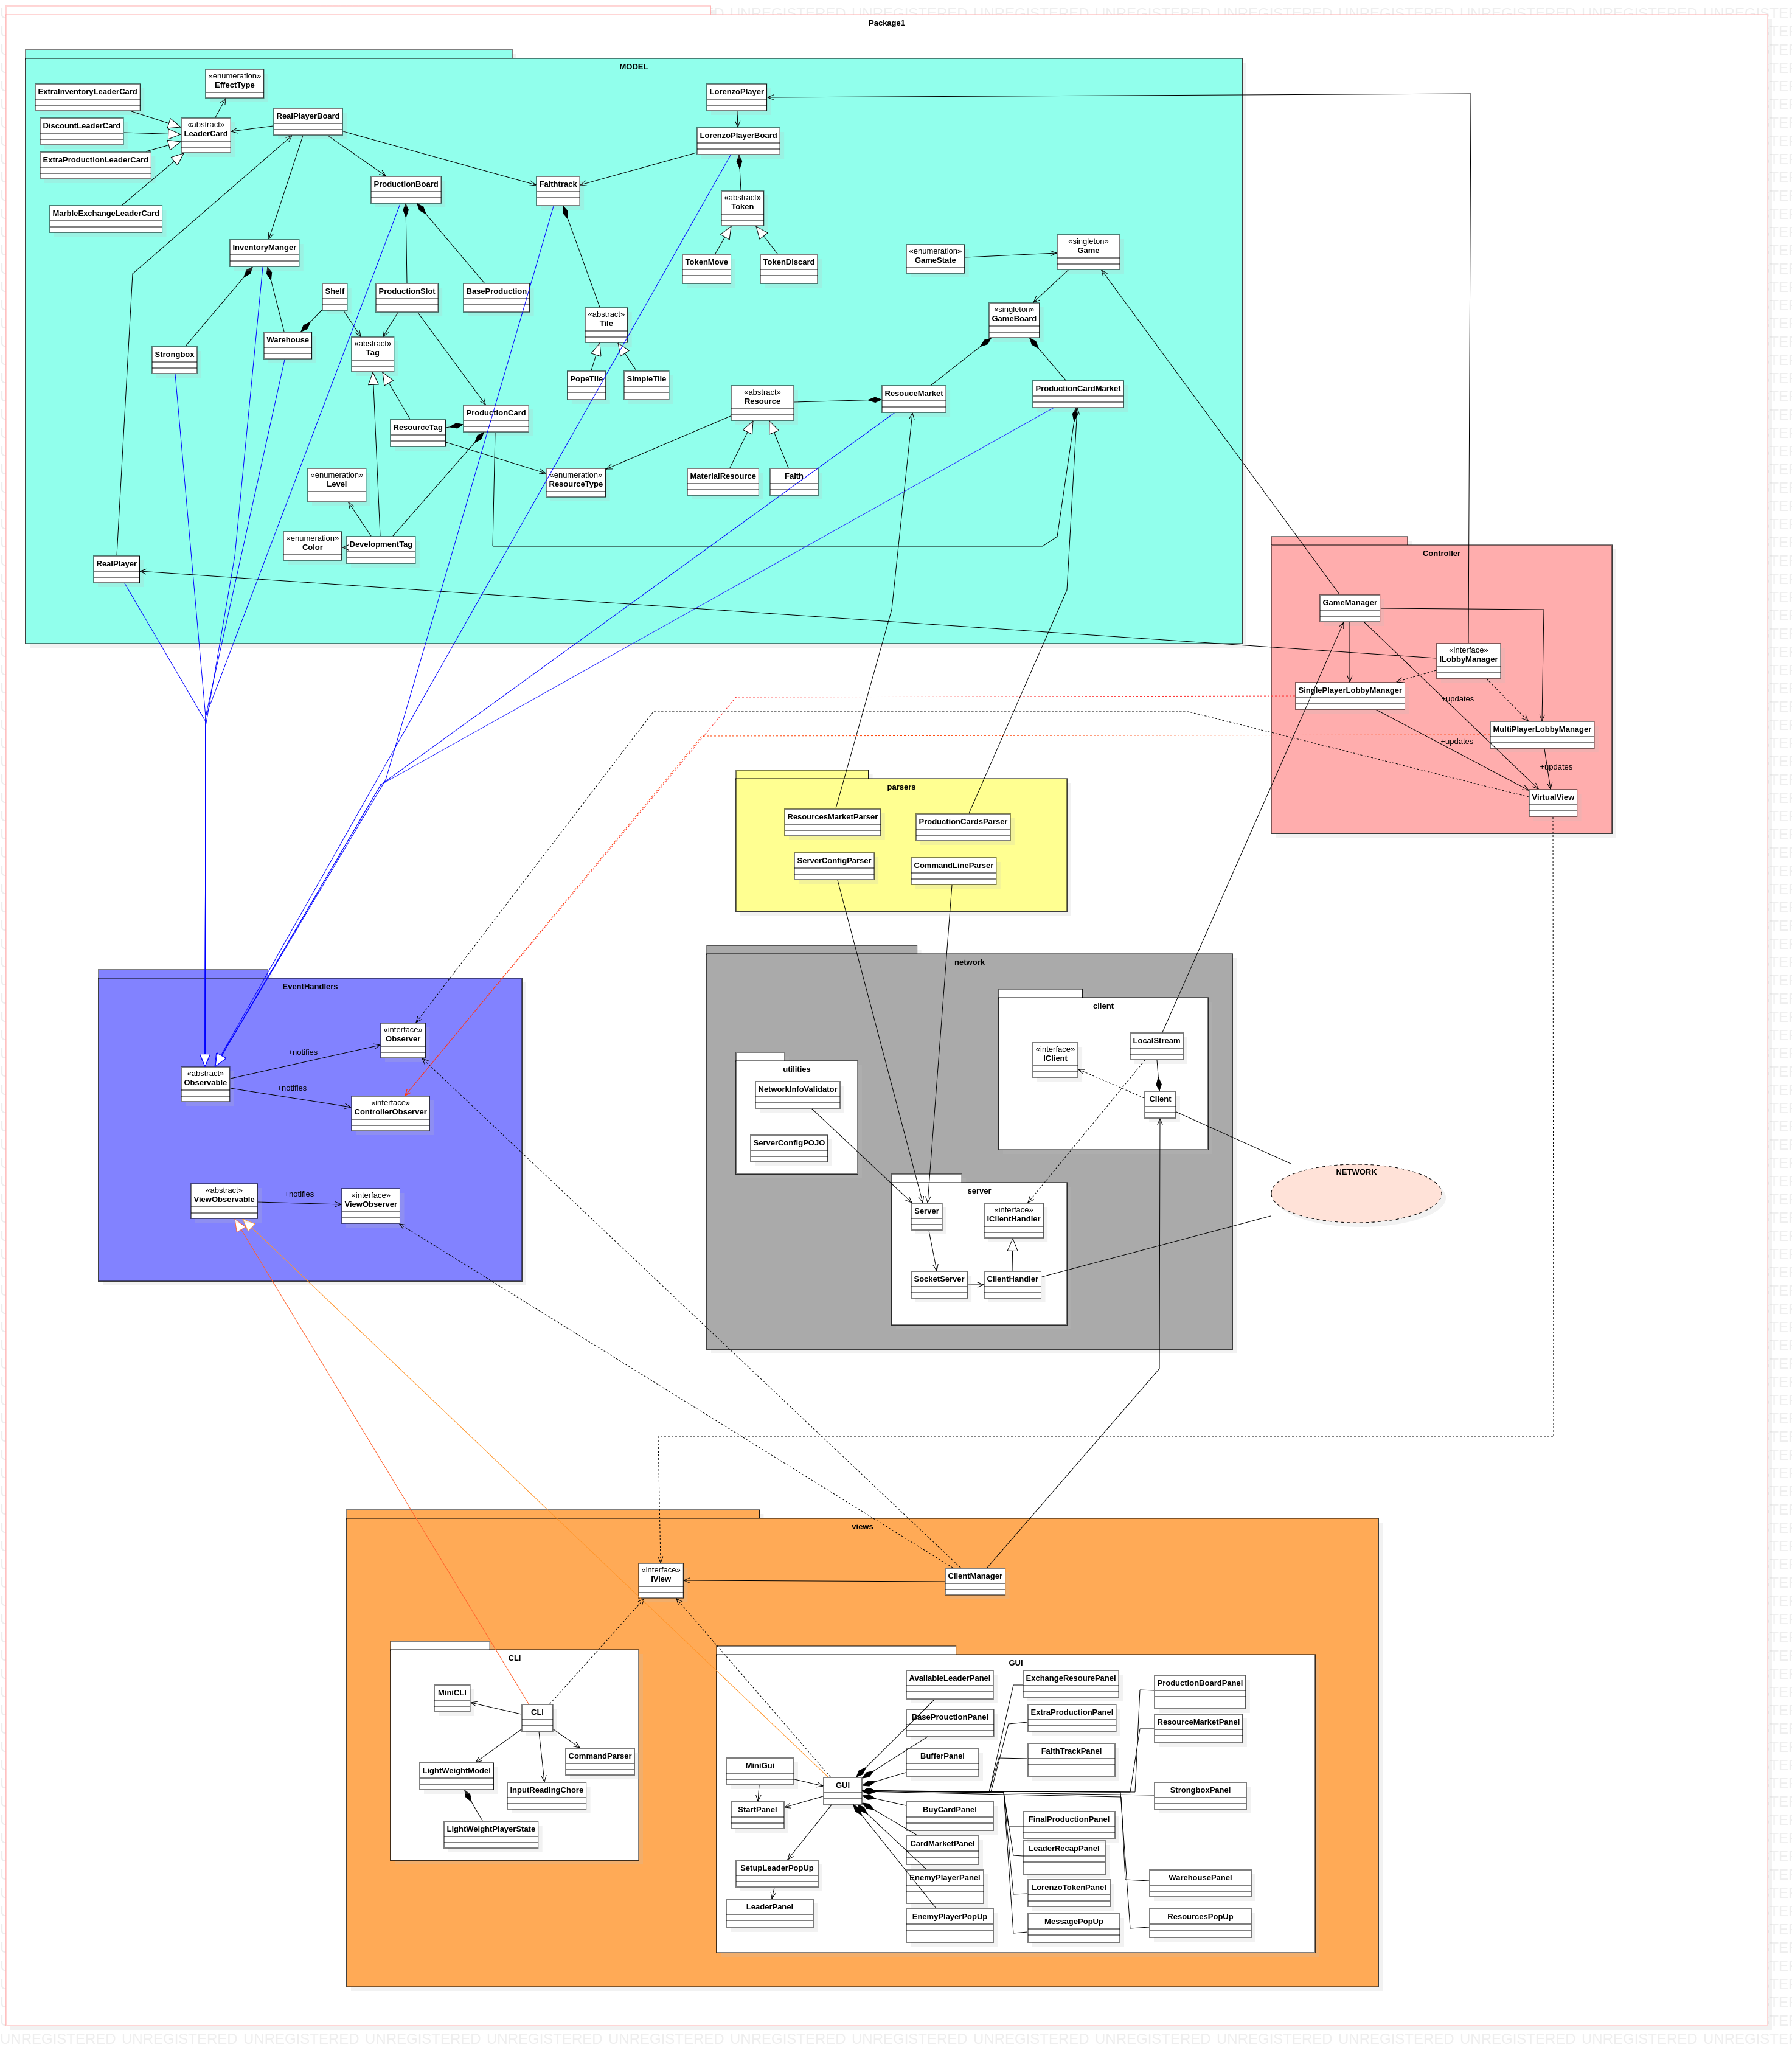 Package1
MODEL
«enumeration»
EffectType
ExtraInventoryLeaderCard
LorenzoPlayer
RealPlayerBoard
DiscountLeaderCard
«abstract»
LeaderCard
LorenzoPlayerBoard
ExtraProductionLeaderCard
ProductionBoard
Faithtrack
«abstract»
Token
MarbleExchangeLeaderCard
InventoryManger
TokenMove
TokenDiscard
«enumeration»
GameState
«singleton»
Game
Shelf
ProductionSlot
BaseProduction
«abstract»
Tile
«singleton»
GameBoard
Strongbox
Warehouse
«abstract»
Tag
PopeTile
SimpleTile
«abstract»
Resource
ResouceMarket
ProductionCardMarket
ResourceTag
ProductionCard
«enumeration»
Level
«enumeration»
ResourceType
MaterialResource
Faith
«enumeration»
Color
DevelopmentTag
RealPlayer
Controller
GameManager
«interface»
ILobbyManager
SinglePlayerLobbyManager
+updates
MultiPlayerLobbyManager
+updates
+updates
VirtualView
parsers
ResourcesMarketParser
ProductionCardsParser
ServerConfigParser
CommandLineParser
network
client
LocalStream
«interface»
IClient
Client
utilities
NetworkInfoValidator
ServerConfigPOJO
server
Server
«interface»
IClientHandler
SocketServer
ClientHandler
NETWORK
EventHandlers
«interface»
Observer
+notifies
«abstract»
Observable
+notifies
«interface»
ControllerObserver
«abstract»
ViewObservable
+notifies
«interface»
ViewObserver
views
«interface»
IView
ClientManager
CLI
MiniCLI
CLI
CommandParser
LightWeightModel
InputReadingChore
LightWeightPlayerState
GUI
AvailableLeaderPanel
ExchangeResourePanel
ProductionBoardPanel
BaseProuctionPanel
ExtraProductionPanel
ResourceMarketPanel
BufferPanel
FaithTrackPanel
MiniGui
GUI
StrongboxPanel
StartPanel
BuyCardPanel
FinalProductionPanel
CardMarketPanel
LeaderRecapPanel
SetupLeaderPopUp
EnemyPlayerPanel
LorenzoTokenPanel
WarehousePanel
LeaderPanel
EnemyPlayerPopUp
MessagePopUp
ResourcesPopUp
UNREGISTERED UNREGISTERED UNREGISTERED UNREGISTERED UNREGISTERED UNREGISTERED UNREGISTERED UNREGISTERED UNREGISTERED UNREGISTERED UNREGISTERED UNREGISTERED UNREGISTERED UNREGISTERED